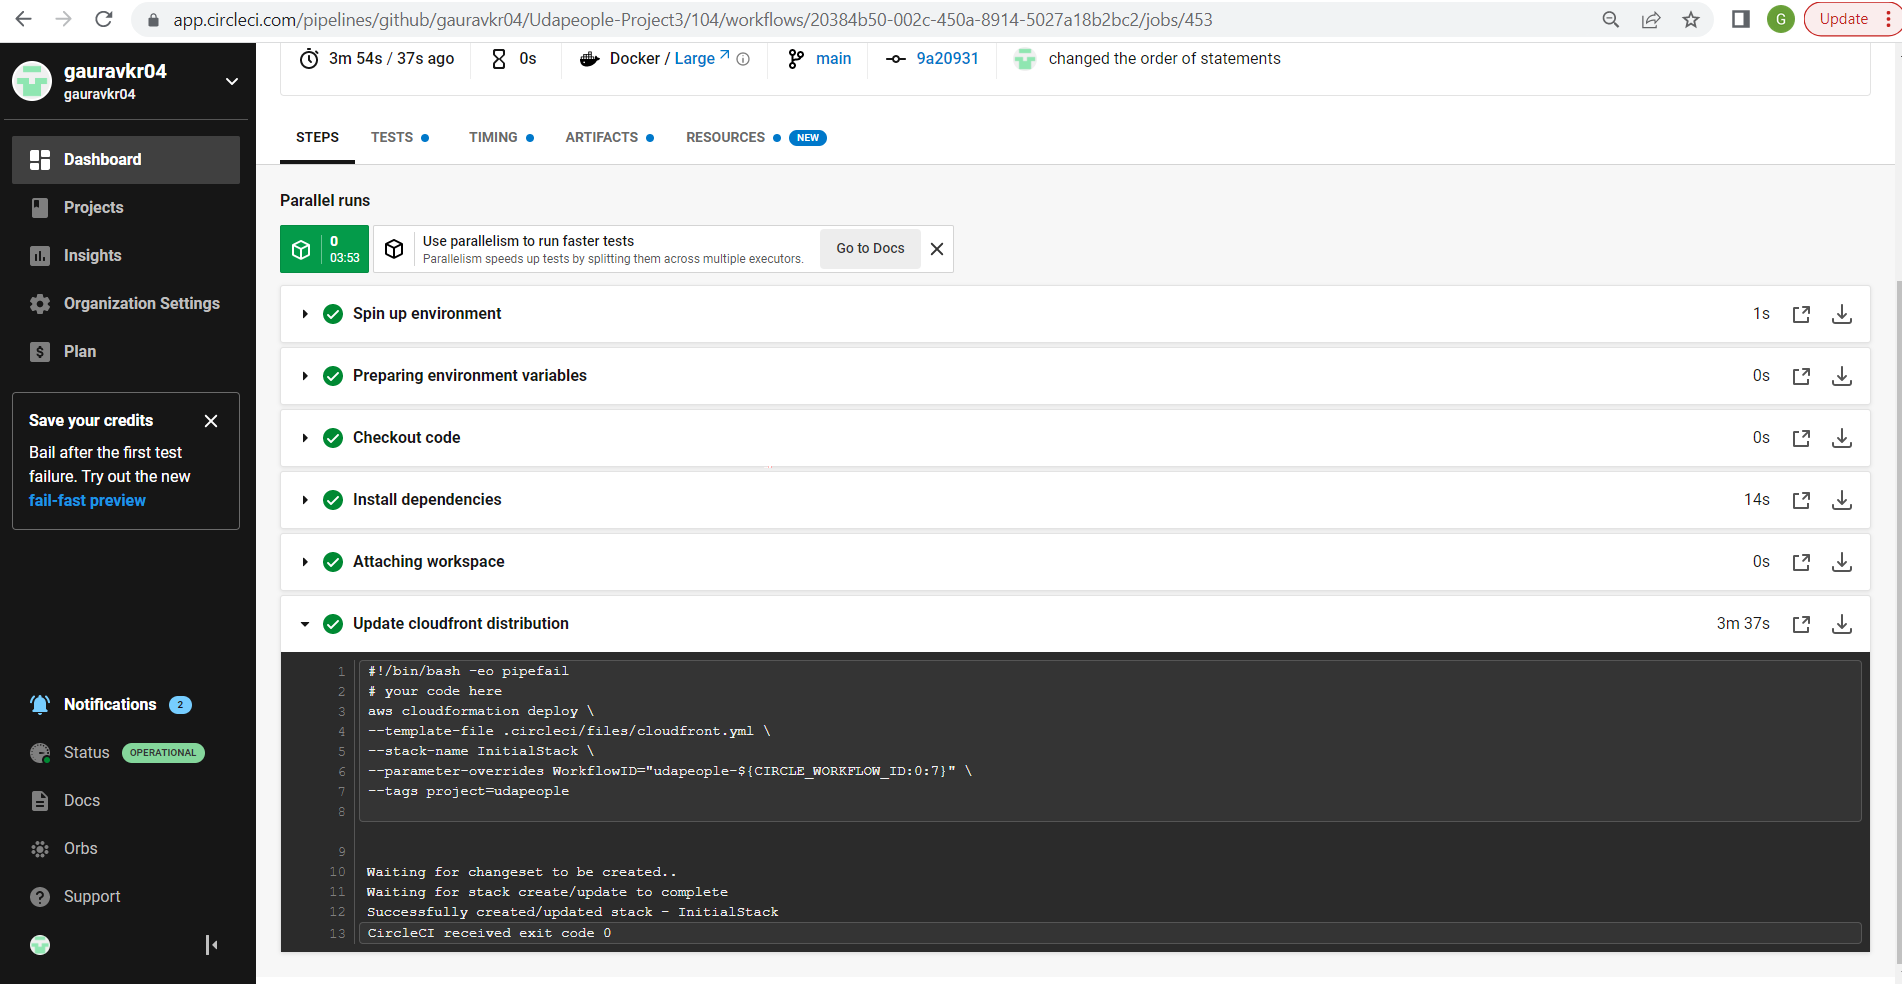 app.circleci.com/pipelines/github/gauravkr04/Udapeople-Project3/104/workflows/20384b50-002c-450a-8914-5027a18b2bc2/jobs/453
G
Update
gauravkr04
gauravkr04
Dashboard
Projects
Insights
Organization Settings
$
Plan
Save your credits
Bail after the first test
failure. Try out the new
fail-fast preview
Notifications 2
Status OPERATIONAL
Docs
Orbs
? Support
3m 54s / 37s ago
0s
Docker / Large
main
9a20931
changed the order of statements
STEPS
TESTS
TIMING
ARTIFACTS
RESOURCES
NEW
Parallel runs
0
03:53
Use parallelism to run faster tests
Parallelism speeds up tests by splitting them across multiple executors.
Go to Docs
Spin up environment 1s
Preparing environment variables 0s
Checkout code 0s
Install dependencies 14s
Attaching workspace 0s
Update cloudfront distribution 3m 37s
1 #!/bin/bash -eo pipefail
2 # your code here
3 aws cloudformation deploy \
4 --template-file .circleci/files/cloudfront.yml \
5 --stack-name InitialStack \
6 --parameter-overrides WorkflowID="udapeople-${CIRCLE_WORKFLOW_ID:0:7}" \
7 --tags project=udapeople
8
9
10 Waiting for changeset to be created..
11 Waiting for stack create/update to complete
12 Successfully created/updated stack - InitialStack
13 CircleCI received exit code 0